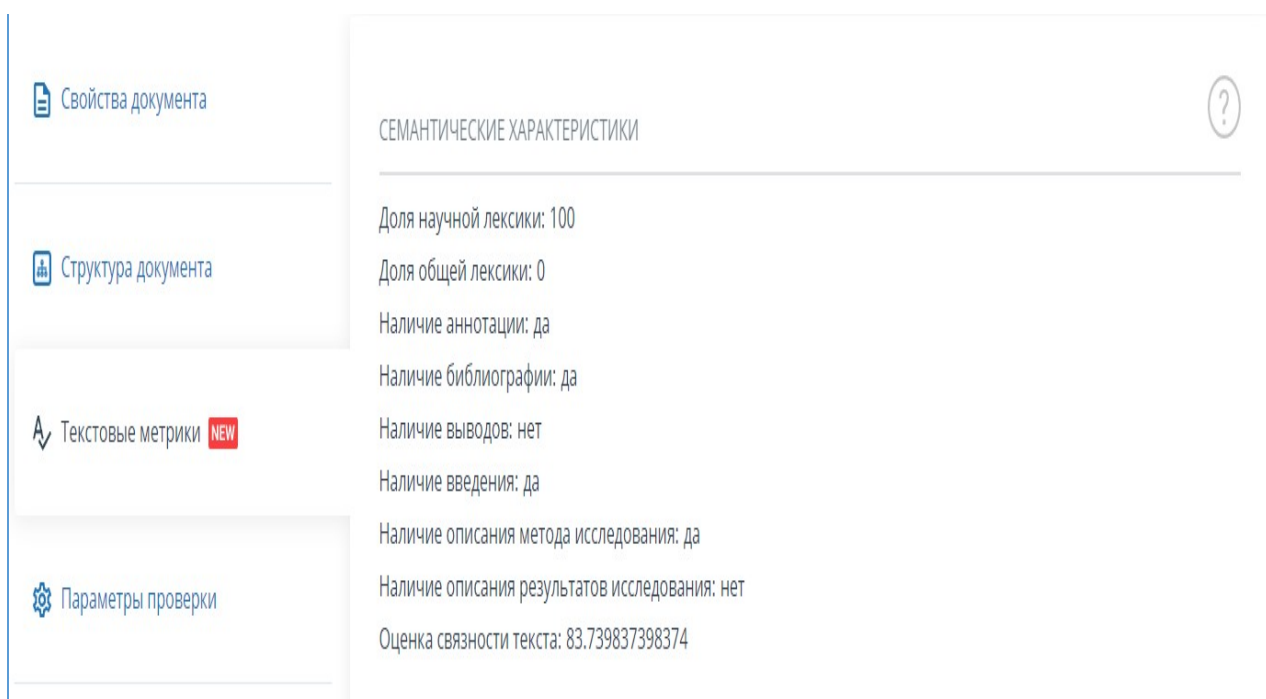 Свойства документа
Структура документа
Текстовые метрики NEW
Параметры проверки
?
СЕМАНТИЧЕСКИЕ ХАРАКТЕРИСТИКИ
Доля научной лексики: 100
Доля общей лексики: 0
Наличие аннотации: да
Наличие библиографии: да
Наличие выводов: нет
Наличие введения: да
Наличие описания метода исследования: да
Наличие описания результатов исследования: нет
Оценка связности текста: 83.739837398374